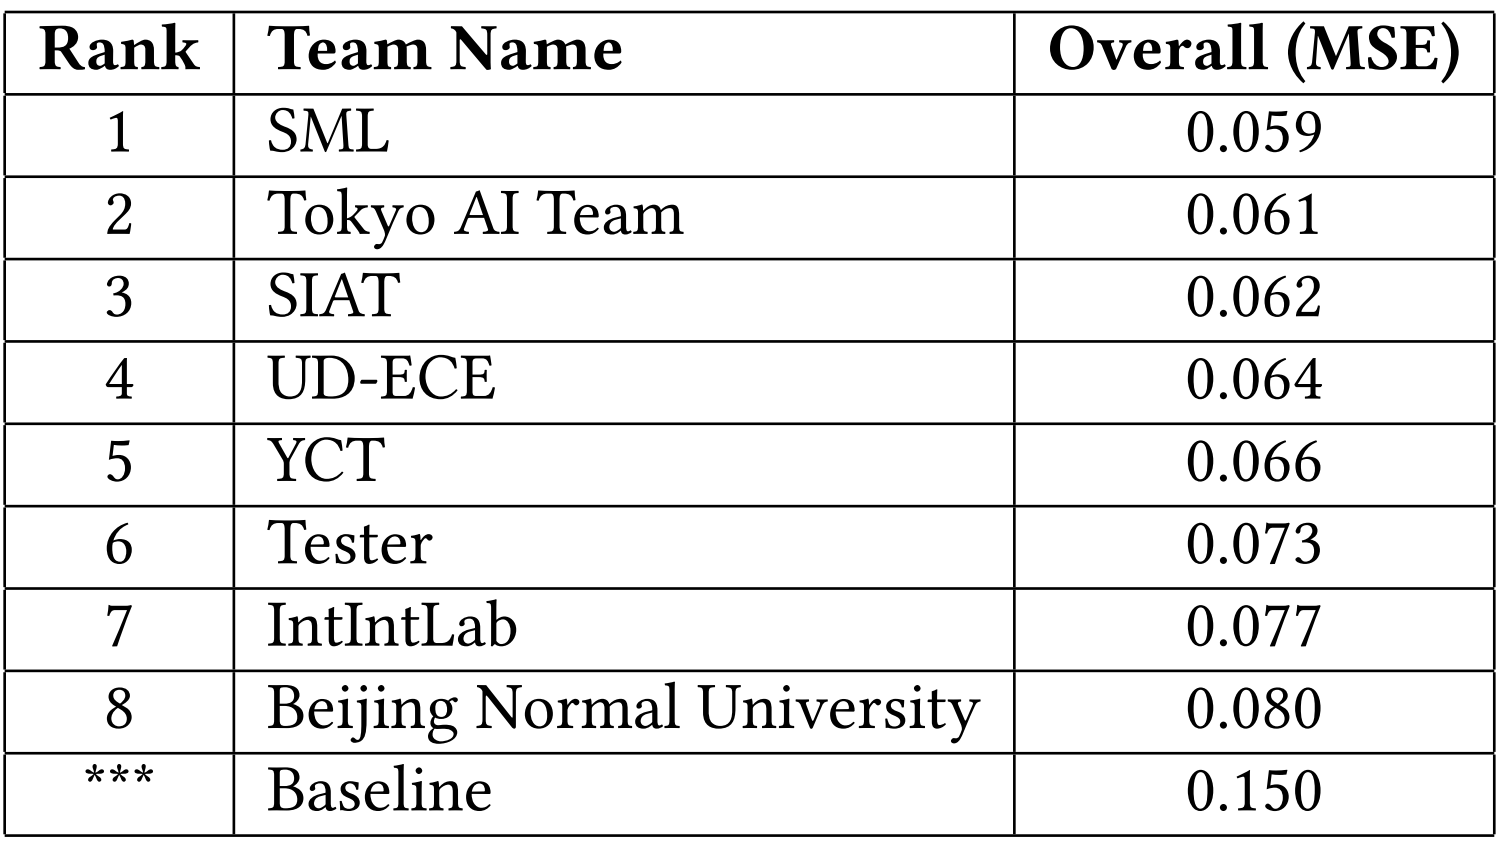 Rank Team Name Overall (MSE)
1 SML 0.059
2 Tokyo AI Team 0.061
3 SIAT 0.062
4 UD-ECE 0.064
5 YCT 0.066
6 Tester 0.073
7 IntIntLab 0.077
8 Beijing Normal University 0.080
*** Baseline 0.150